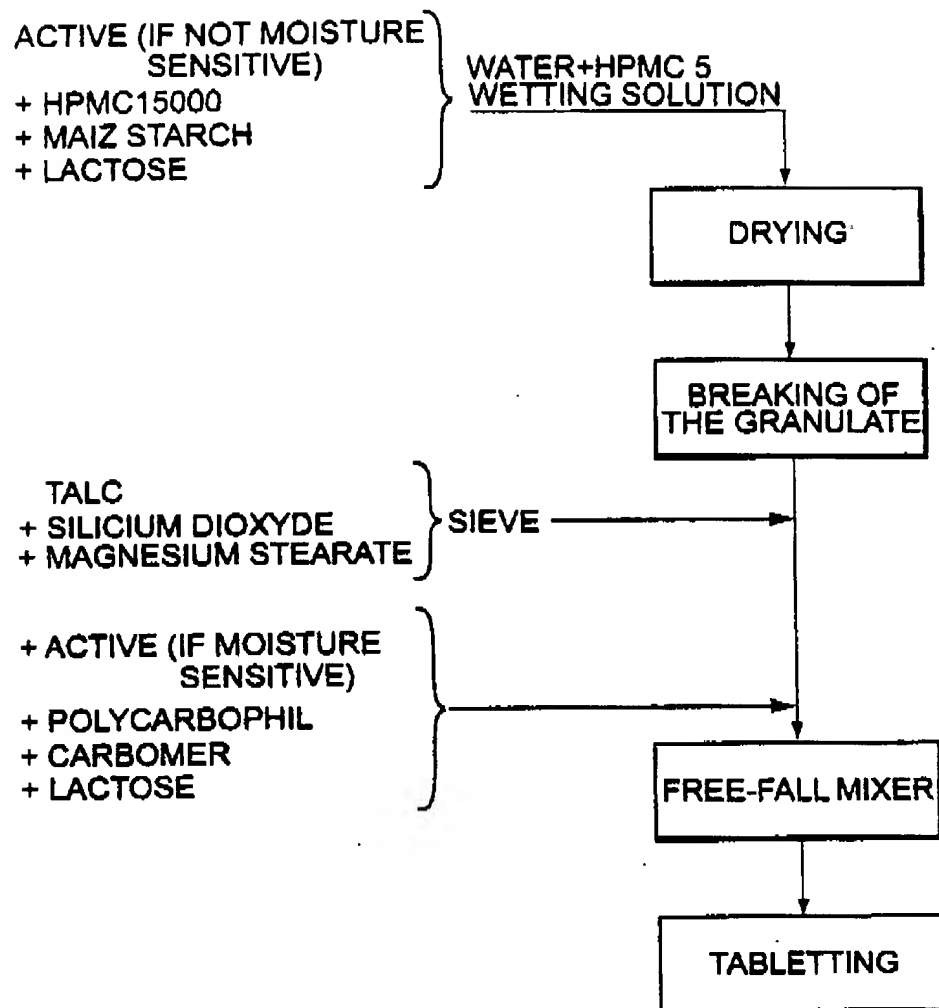 ACTIVE (IF NOT MOISTURE
SENSITIVE)
+ HPMC15000
+ MAIZ STARCH
+ LACTOSE
WATER+HPMC 5
WETTING SOLUTION
DRYING
BREAKING OF
THE GRANULATE
TALC
+ SILICIUM DIOXYDE
+ MAGNESIUM STEARATE
SIEVE
+ ACTIVE (IF MOISTURE
SENSITIVE)
+ POLYCARBOPHIL
+ CARBOMER
+ LACTOSE
FREE-FALL MIXER
TABLETTING